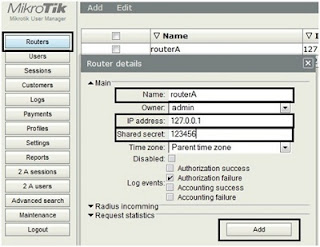 MikroTik
Mikrotik User Manager
Routers
Users
Sessions
Customers
Logs
Payments
Profiles
Settings
Reports
2 A sessions
2 A users
Advanced search
Maintenance
Logout
Add Edit
▽ Name ▽ I
routerA 127
Router details
Main
Name: routerA
Owner: admin
IP address: 127.0.0.1
Shared secret: 123456
Time zone: Parent time zone
Disabled:
Log events: Authorization success
Authorization failure
Accounting success
Accounting failure
Radius incomming
Request statistics
Add